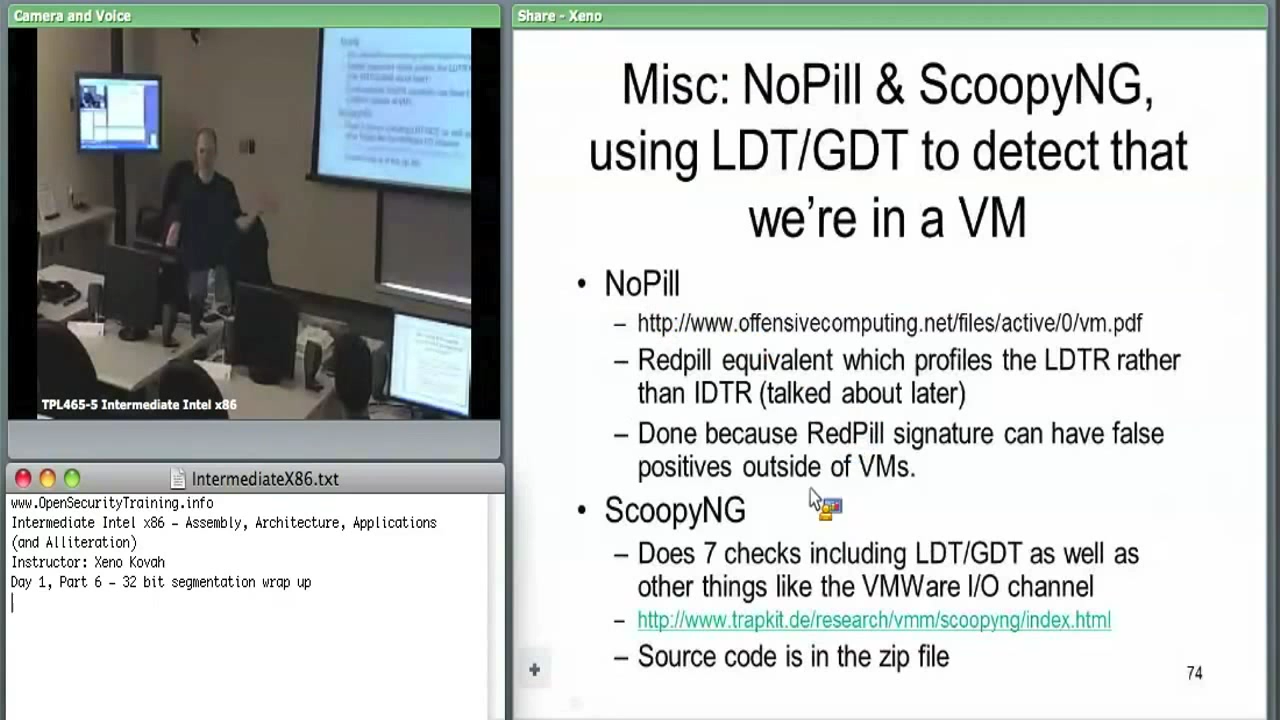 Camera and Voice
TPL465-5 Intermediate Intel x86
IntermediateX86.txt
www.OpenSecurityTraining.info
Intermediate Intel x86 - Assembly, Architecture, Applications
(and Alliteration)
Instructor: Xeno Kovah
Day 1, Part 6 - 32 bit segmentation wrap up
Share - Xeno
Misc: NoPill & ScoopyNG,
using LDT/GDT to detect that
we're in a VM
• NoPill
– http://www.offensivecomputing.net/files/active/0/vm.pdf
– Redpill equivalent which profiles the LDTR rather
than IDTR (talked about later)
– Done because RedPill signature can have false
positives outside of VMs.
• ScoopyNG
– Does 7 checks including LDT/GDT as well as
other things like the VMWare I/O channel
– http://www.trapkit.de/research/vmm/scoopyng/index.html
– Source code is in the zip file
74